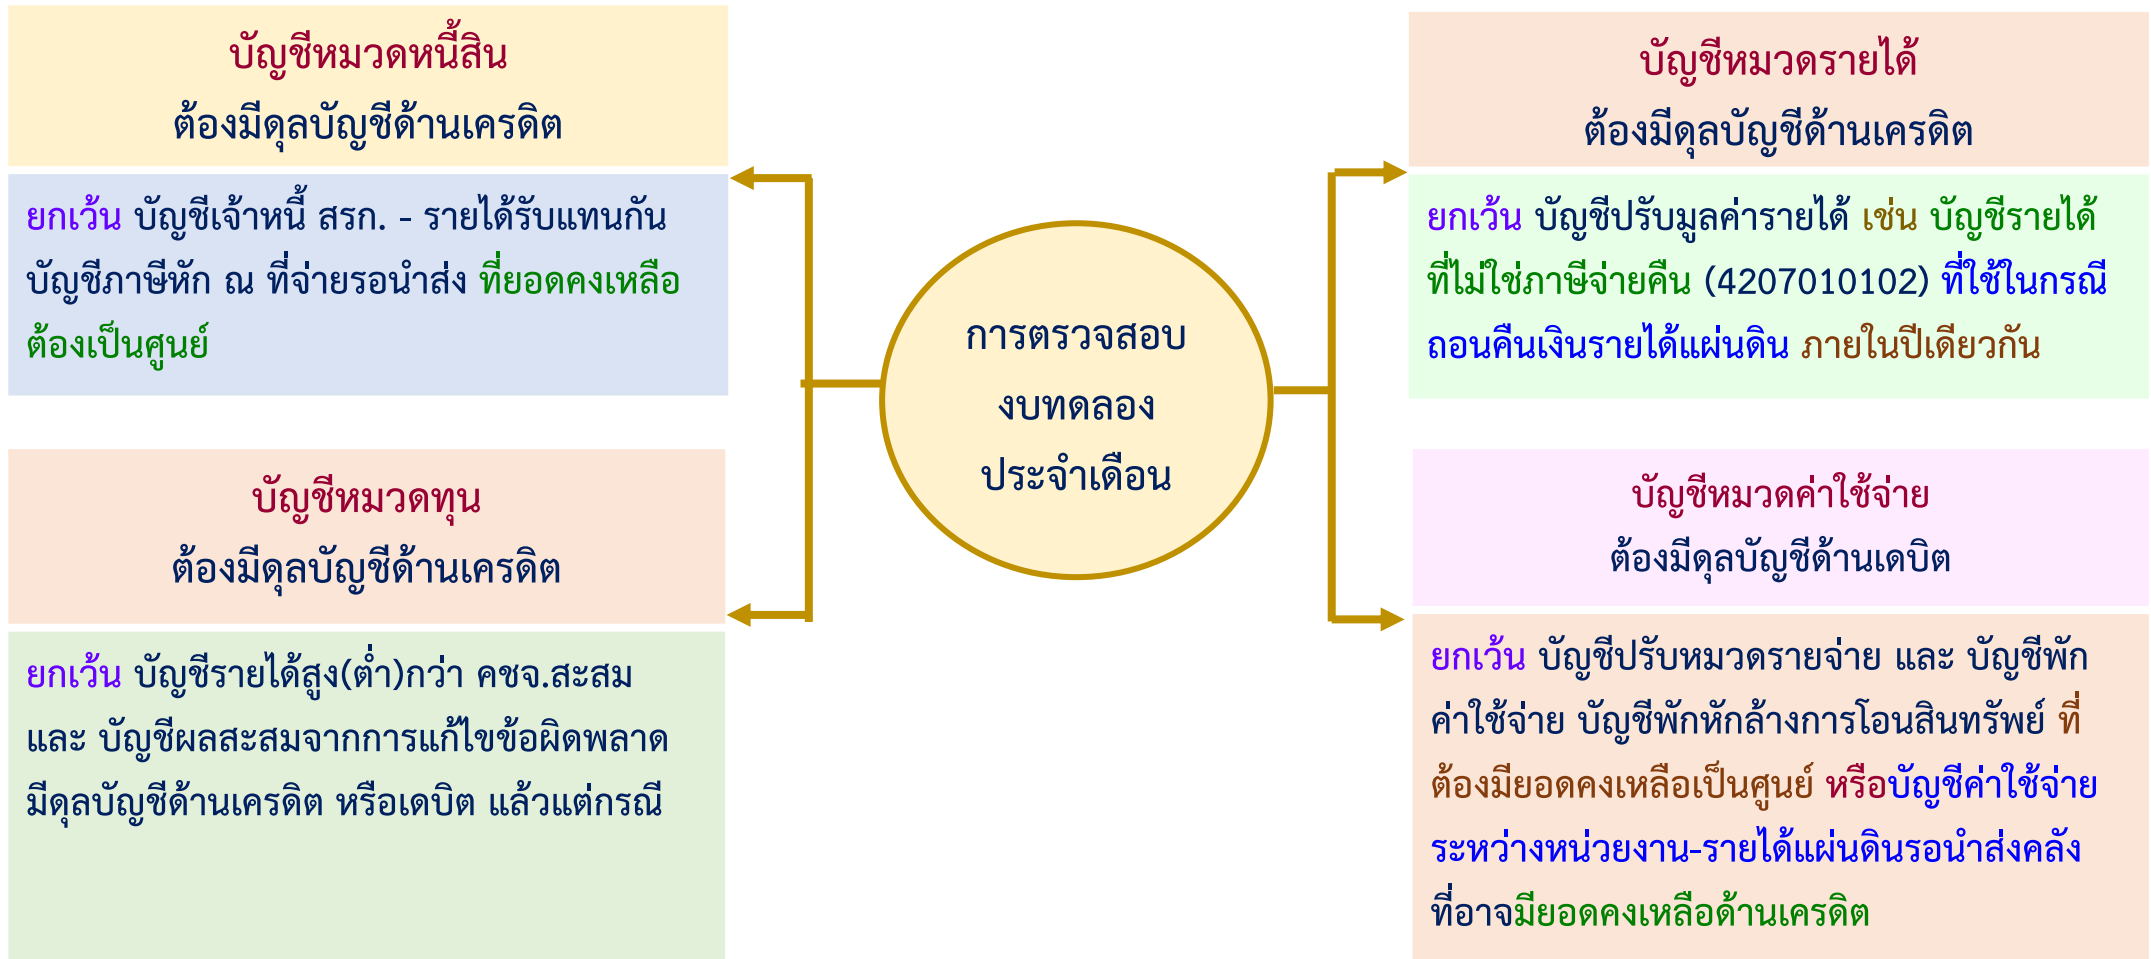 บัญชีหมวดหนี้สิน
ต้องมีดุลบัญชีด้านเครดิต
ยกเว้น บัญชีเจ้าหนี้ สรก. - รายได้รับแทนกัน
บัญชีภาษีหัก ณ ที่จ่ายรอนำส่ง ที่ยอดคงเหลือ
ต้องเป็นศูนย์
บัญชีหมวดทุน
ต้องมีดุลบัญชีด้านเครดิต
ยกเว้น บัญชีรายได้สูง(ต่ำ)กว่า คชจ.สะสม
และ บัญชีผลสะสมจากการแก้ไขข้อผิดพลาด
มีดุลบัญชีด้านเครดิต หรือเดบิต แล้วแต่กรณี
การตรวจสอบ
งบทดลอง
ประจำเดือน
บัญชีหมวดรายได้
ต้องมีดุลบัญชีด้านเครดิต
ยกเว้น บัญชีปรับมูลค่ารายได้ เช่น บัญชีรายได้
ที่ไม่ใช่ภาษีจ่ายคืน (4207010102) ที่ใช้ในกรณี
ถอนคืนเงินรายได้แผ่นดิน ภายในปีเดียวกัน
บัญชีหมวดค่าใช้จ่าย
ต้องมีดุลบัญชีด้านเดบิต
ยกเว้น บัญชีปรับหมวดรายจ่าย และ บัญชีพัก
ค่าใช้จ่าย บัญชีพักหักล้างการโอนสินทรัพย์ ที่
ต้องมียอดคงเหลือเป็นศูนย์ หรือบัญชีค่าใช้จ่าย
ระหว่างหน่วยงาน-รายได้แผ่นดินรอนำส่งคลัง
ที่อาจมียอดคงเหลือด้านเครดิต